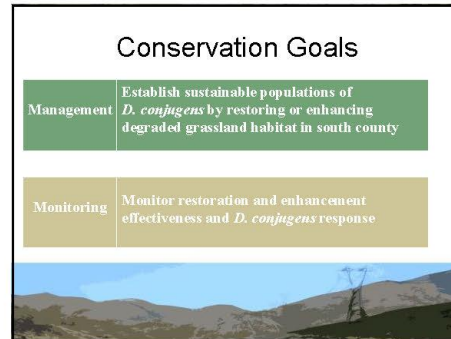 Conservation Goals
Management
Establish sustainable populations of
D. conjugens by restoring or enhancing
degraded grassland habitat in south county
Monitoring
Monitor restoration and enhancement
effectiveness and D. conjugens response